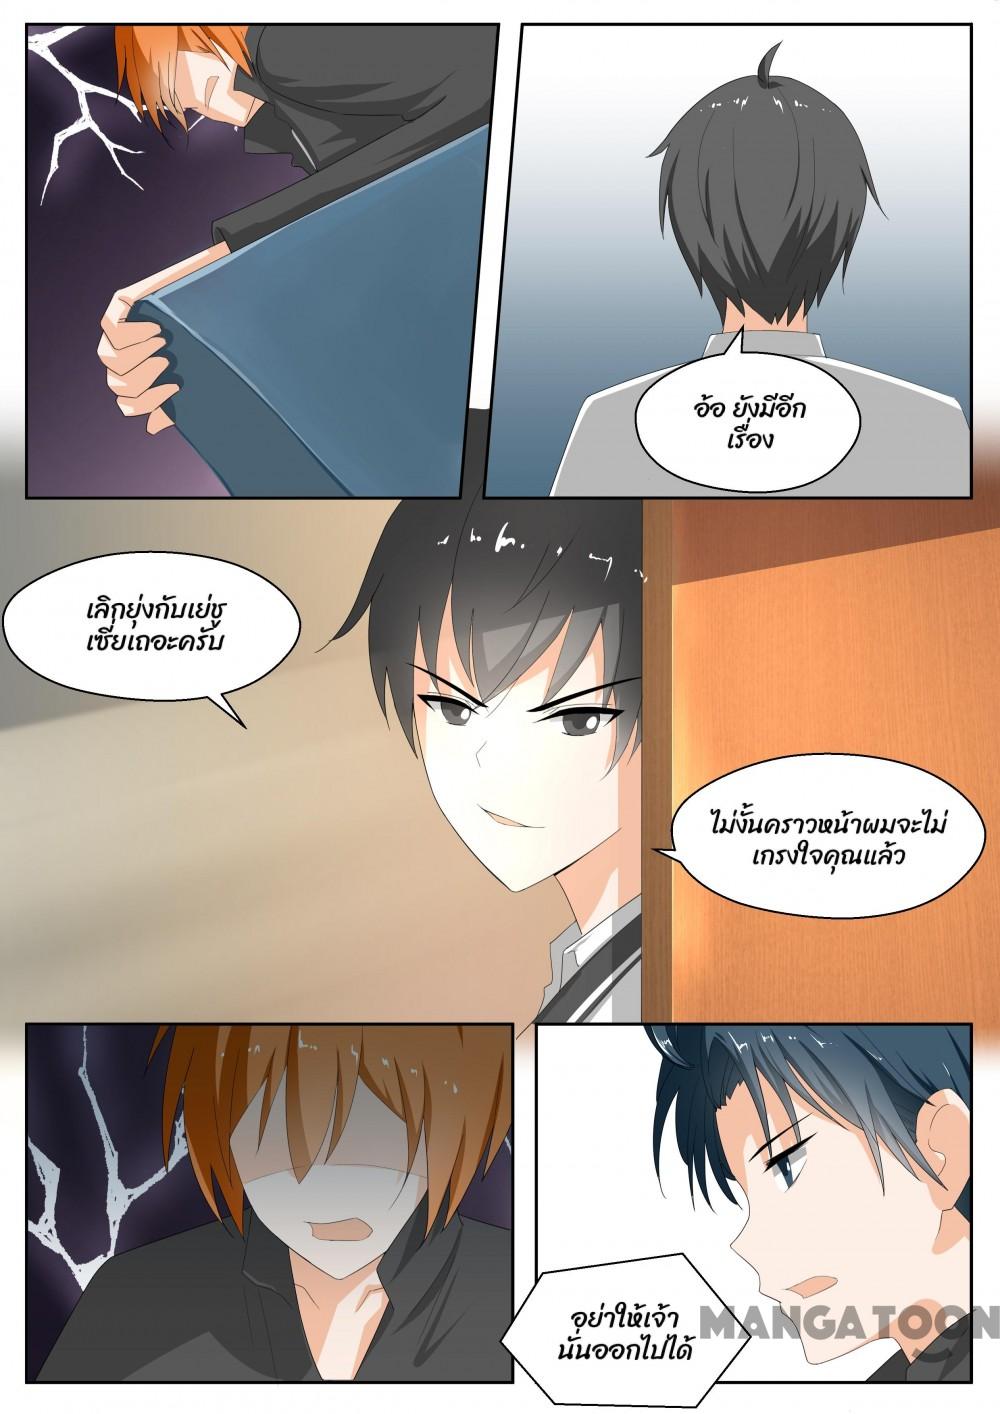 อ้อ ยังมีอีก
เรื่อง
เลิกยุ่งกับเย่ชู
เซี่ยเถอะครับ
ไม่งั้นคราวหน้าผมจะไม่
เกรงใจคุณแล้ว
อย่าให้เจ้า
นั่นออกไปได้
MANGATOON